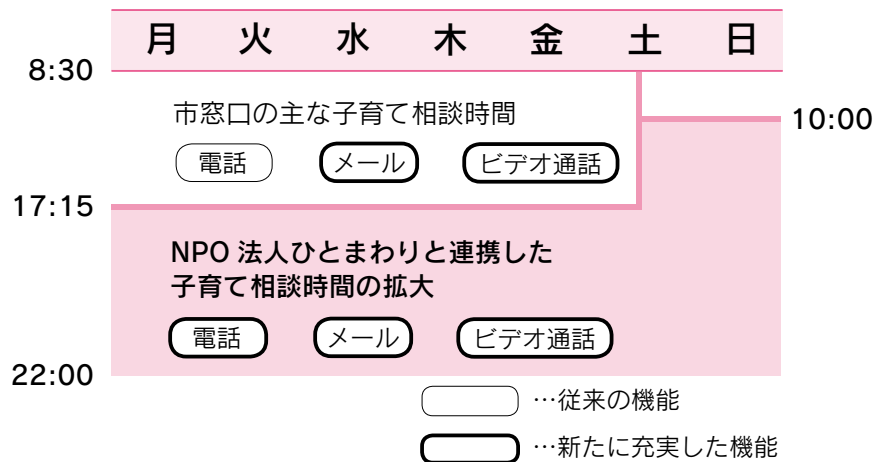 月 火 水 木 金 土 日
8:30
市窓口の主な子育て相談時間
10:00
電話 メール ビデオ通話
17:15
NPO 法人ひとまわりと連携した
子育て相談時間の拡大
電話 メール ビデオ通話
22:00
…従来の機能
…新たに充実した機能